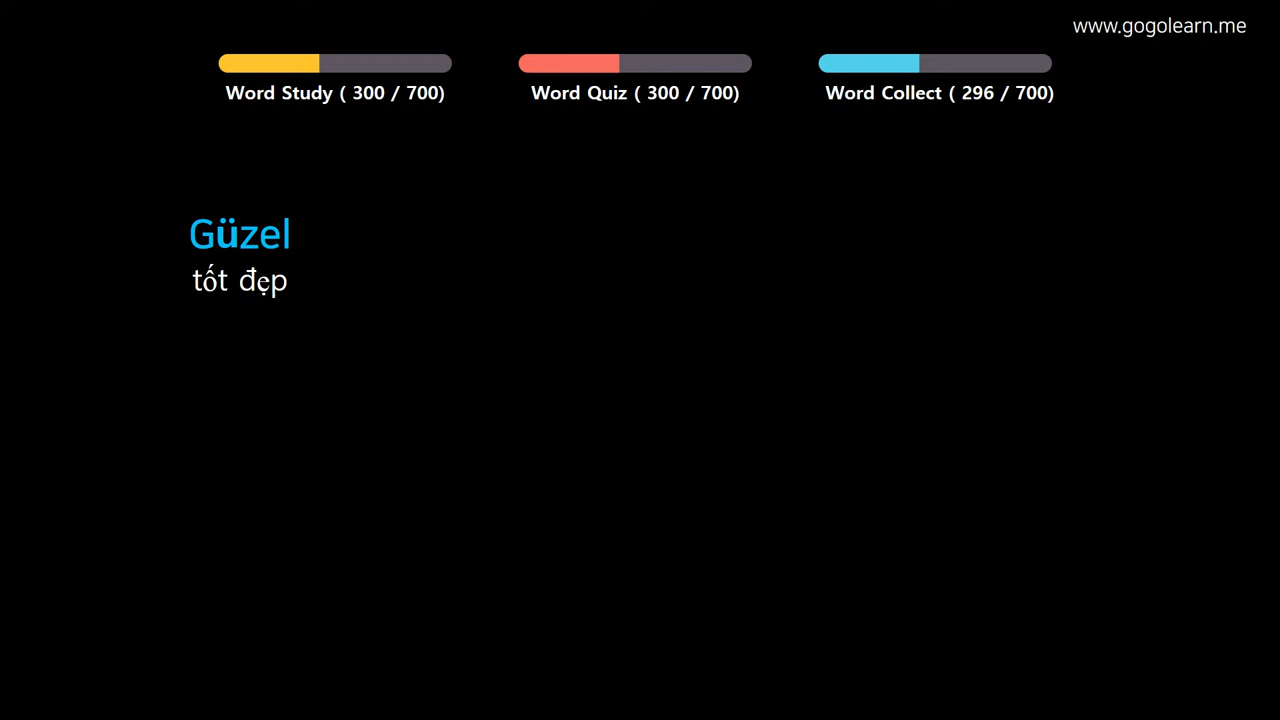 www.gogolearn.me
Word Study ( 300 / 700)
Word Quiz ( 300 / 700)
Word Collect ( 296 / 700)
Güzel
tốt đẹp